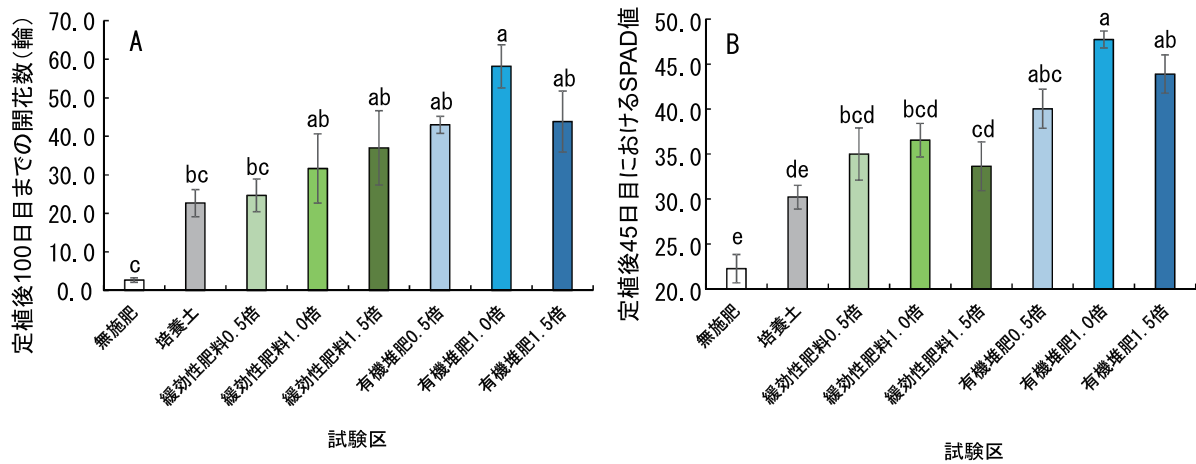 定植後100日目までの開花数(輪)
A
70.0
60.0
50.0
40.0
30.0
20.0
10.0
0.0
c
bc
bc
ab
ab
ab
a
ab
無施肥
培養土
緩効性肥料0.5倍
緩効性肥料1.0倍
緩効性肥料1.5倍
有機堆肥0.5倍
有機堆肥1.0倍
有機堆肥1.5倍
試験区
定植後45日目におけるSPAD値
B
50.0
45.0
40.0
35.0
30.0
25.0
20.0
e
de
bcd
bcd
cd
abc
a
ab
無施肥
培養土
緩効性肥料0.5倍
緩効性肥料1.0倍
緩効性肥料1.5倍
有機堆肥0.5倍
有機堆肥1.0倍
有機堆肥1.5倍
試験区